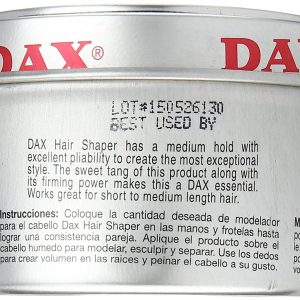 DAX®
DAX
LOT#150526130
BEST USED BY
DAX Hair Shaper has a medium hold with
excellent pliability to create the most exceptional
style. The sweet tang of this product along with
its firming power makes this a DAX essential.
Works great for short to medium length hair.
Instrucciones: Coloque la cantidad deseada de modelador
para el cabello Dax Hair Shaper en las manos y frotelas hasta
lograr una consistencia pareja. Aplique el producto sobre el
cabello humedo para modelar, esculpir y separar. Use los dedos
para crear volumen en las raices y peinar el cabello a su gusto.